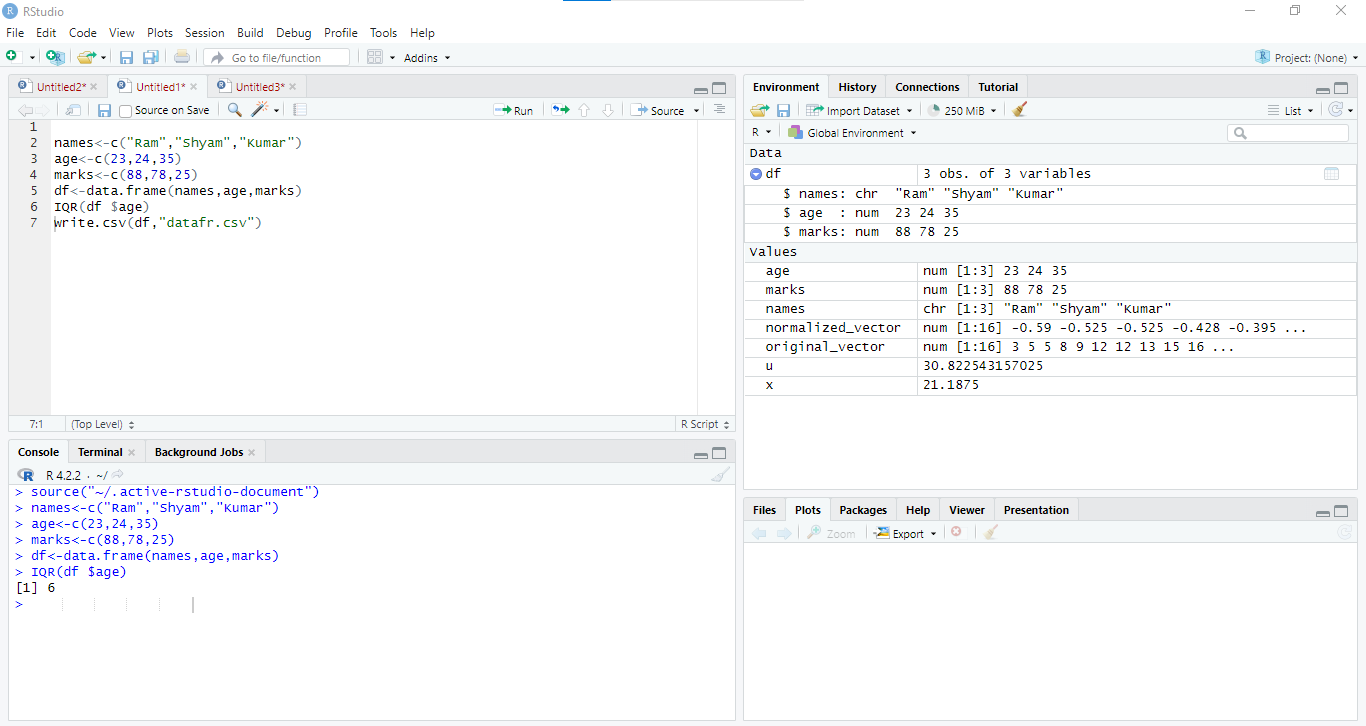 RStudio
File Edit Code View Plots Session Build Debug Profile Tools Help
Go to file/function Addins Project: (None)
Untitled2* Untitled1* Untitled3*
Source on Save Run Source
1
2 names<-c("Ram","Shyam","Kumar")
3 age<-c(23,24,35)
4 marks<-c(88,78,25)
5 df<-data.frame(names,age,marks)
6 IQR(df $age)
7 write.csv(df,"datafr.csv")
7:1 (Top Level) R Script
Console Terminal Background Jobs
R 4.2.2 · ~/
> source("~/.active-rstudio-document")
> names<-c("Ram","Shyam","Kumar")
> age<-c(23,24,35)
> marks<-c(88,78,25)
> df<-data.frame(names,age,marks)
> IQR(df $age)
[1] 6
>
Environment History Connections Tutorial
Import Dataset 250 MiB List
R Global Environment
Data
df 3 obs. of 3 variables
$ names: chr "Ram" "Shyam" "Kumar"
$ age : num 23 24 35
$ marks: num 88 78 25
Values
age num [1:3] 23 24 35
marks num [1:3] 88 78 25
names chr [1:3] "Ram" "Shyam" "Kumar"
normalized_vector num [1:16] -0.59 -0.525 -0.525 -0.428 -0.395 ...
original_vector num [1:16] 3 5 5 8 9 12 12 13 15 16 ...
u 30.822543157025
x 21.1875
Files Plots Packages Help Viewer Presentation
Zoom Export